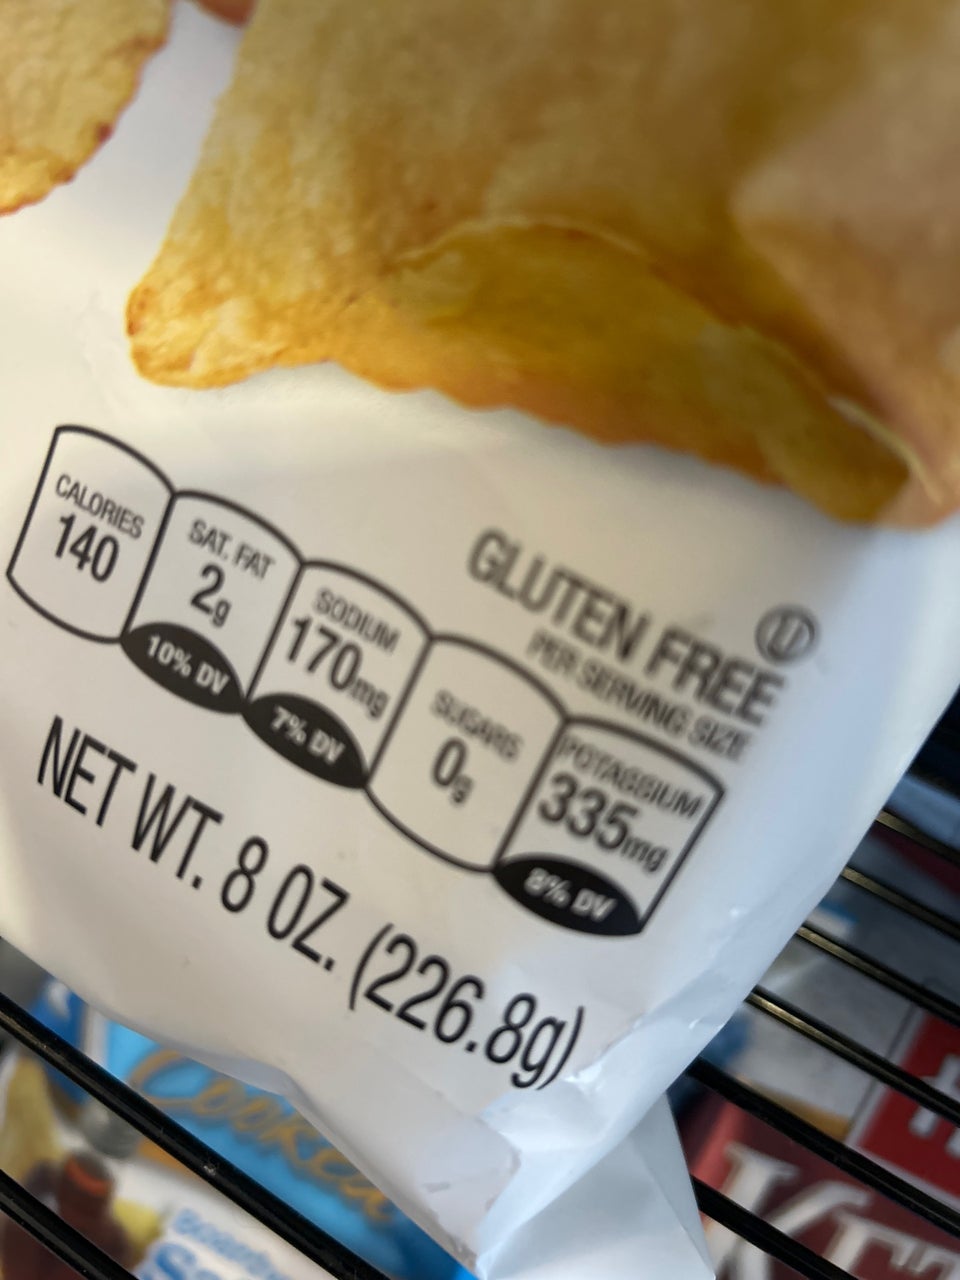 GLUTEN FREE
PER SERVING SIZE
CALORIES
140
SAT. FAT
2g
10% DV
SODIUM
170mg
7% DV
SUGARS
0g
POTASSIUM
335mg
8% DV
NET WT. 8 OZ. (226.8g)
Cooked